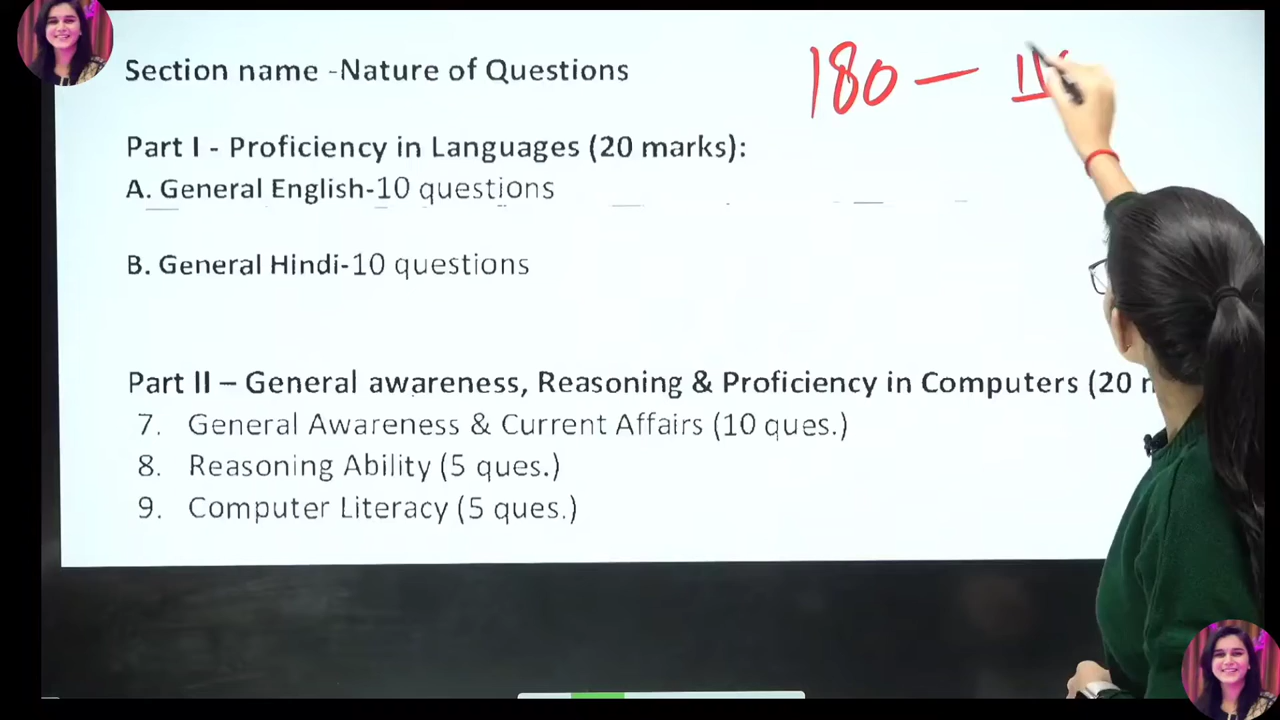 Section name -Nature of Questions
180 — II
Part I - Proficiency in Languages (20 marks):
A. General English-10 questions
B. General Hindi-10 questions
Part II – General awareness, Reasoning & Proficiency in Computers (20
7. General Awareness & Current Affairs (10 ques.)
8. Reasoning Ability (5 ques.)
9. Computer Literacy (5 ques.)